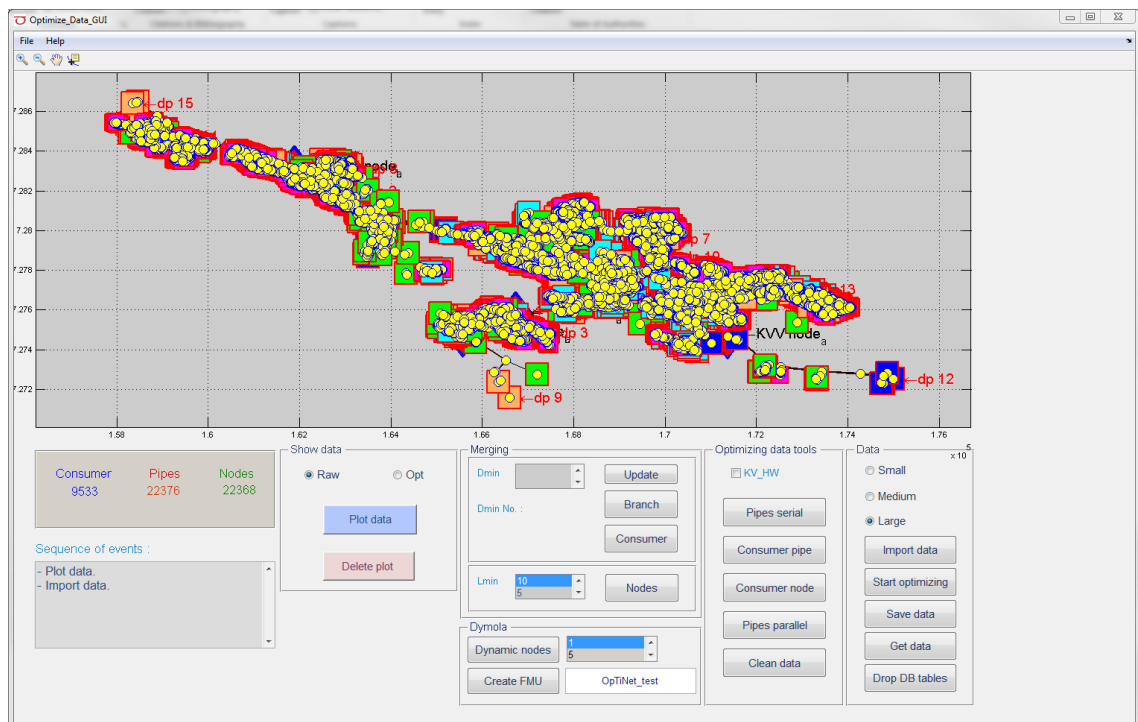 Optimize_Data_GUI
File Help
dp 15
node
a
dp 7
13
dp 3
KVV node
a
dp 12
dp 9
7.286
7.284
7.282
7.28
7.278
7.276
7.274
7.272
1.58 1.6 1.62 1.64 1.66 1.68 1.7 1.72 1.74 1.76
x 10
5
Consumer Pipes Nodes
9533 22376 22368
Sequence of events :
- Plot data.
- Import data.
Show data
Raw Opt
Plot data
Delete plot
Merging
Dmin
Update
Dmin No. :
Branch
Consumer
Lmin 10
5
Nodes
Dymola
Dynamic nodes 1
5
Create FMU OpTiNet_test
Optimizing data tools
KV_HW
Pipes serial
Consumer pipe
Consumer node
Pipes parallel
Clean data
Data
Small
Medium
Large
Import data
Start optimizing
Save data
Get data
Drop DB tables